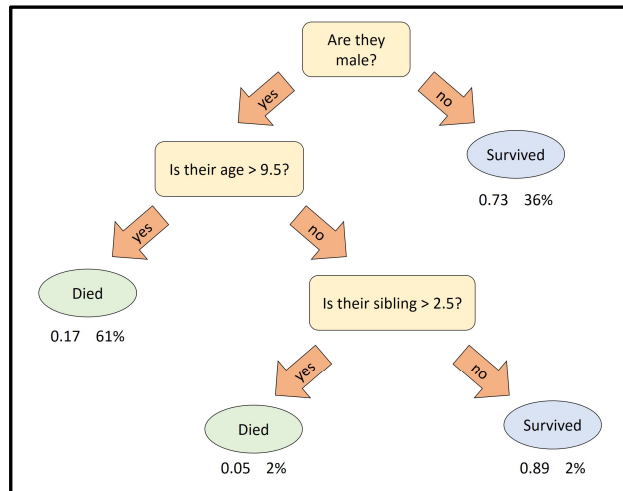 Are they
male?
yes
no
Is their age > 9.5?
Survived
0.73 36%
yes
no
Died
0.17 61%
Is their sibling > 2.5?
yes
no
Died
0.05 2%
Survived
0.89 2%